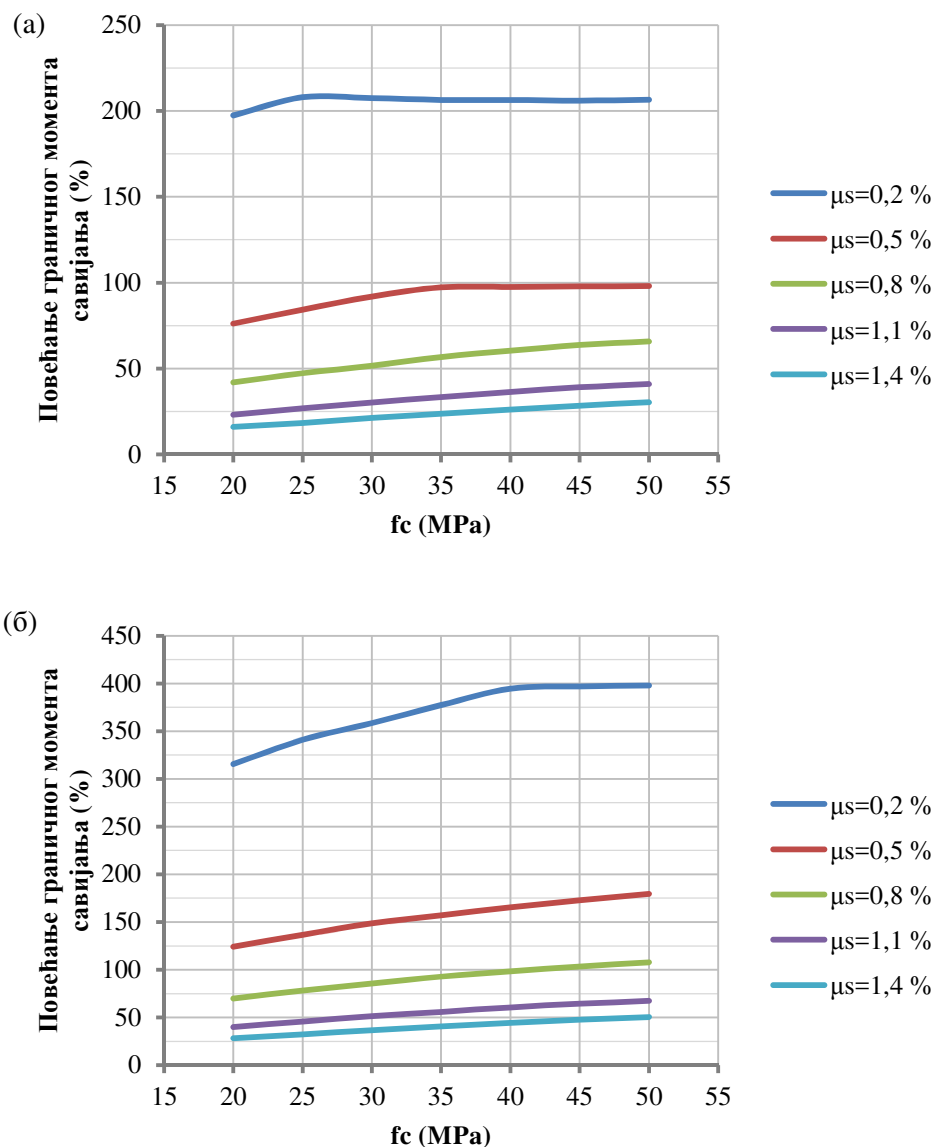 (а)
Повећање граничног момента
савијања (%)
250
200
150
100
50
0
15 20 25 30 35 40 45 50 55
fc (MPa)
μs=0,2 %
μs=0,5 %
μs=0,8 %
μs=1,1 %
μs=1,4 %
(б)
Повећање граничног момента
савијања (%)
450
400
350
300
250
200
150
100
50
0
15 20 25 30 35 40 45 50 55
fc (MPa)
μs=0,2 %
μs=0,5 %
μs=0,8 %
μs=1,1 %
μs=1,4 %